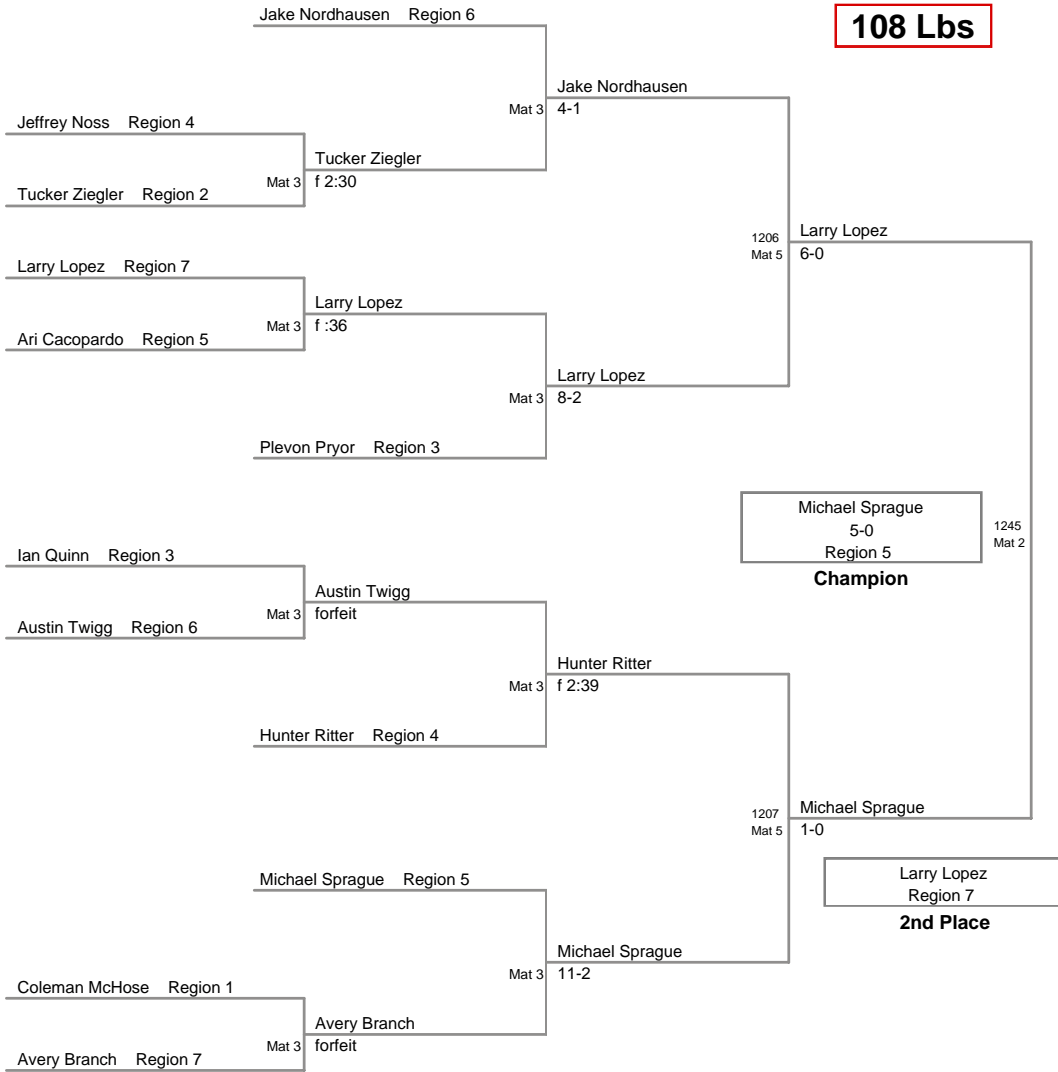 Jake Nordhausen Region 6
108 Lbs
Jake Nordhausen
Mat 3 4-1
Jeffrey Noss Region 4
Tucker Ziegler
Mat 3 f 2:30
Tucker Ziegler Region 2
1206 Larry Lopez
Mat 5 6-0
Larry Lopez Region 7
Larry Lopez
Mat 3 f :36
Ari Cacopardo Region 5
Larry Lopez
Mat 3 8-2
Plevon Pryor Region 3
Michael Sprague
5-0
Region 5
Champion
1245
Mat 2
Ian Quinn Region 3
Austin Twigg
Mat 3 forfeit
Austin Twigg Region 6
Hunter Ritter
Mat 3 f 2:39
Hunter Ritter Region 4
1207 Michael Sprague
Mat 5 1-0
Larry Lopez
Region 7
2nd Place
Michael Sprague Region 5
Michael Sprague
Mat 3 11-2
Coleman McHose Region 1
Avery Branch
Mat 3 forfeit
Avery Branch Region 7